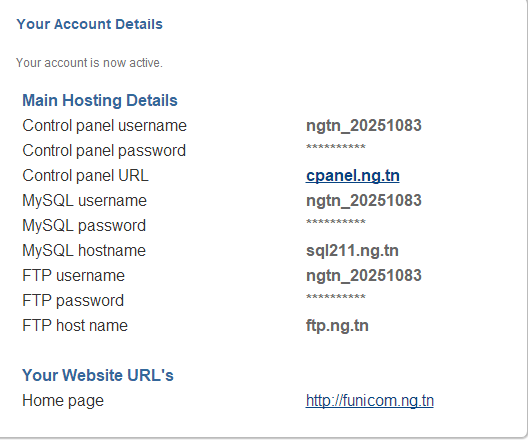 Your Account Details
Your account is now active.
Main Hosting Details
Control panel username ngtn_20251083
Control panel password **********
Control panel URL cpanel.ng.tn
MySQL username ngtn_20251083
MySQL password **********
MySQL hostname sql211.ng.tn
FTP username ngtn_20251083
FTP password **********
FTP host name ftp.ng.tn
Your Website URL's
Home page http://funicom.ng.tn